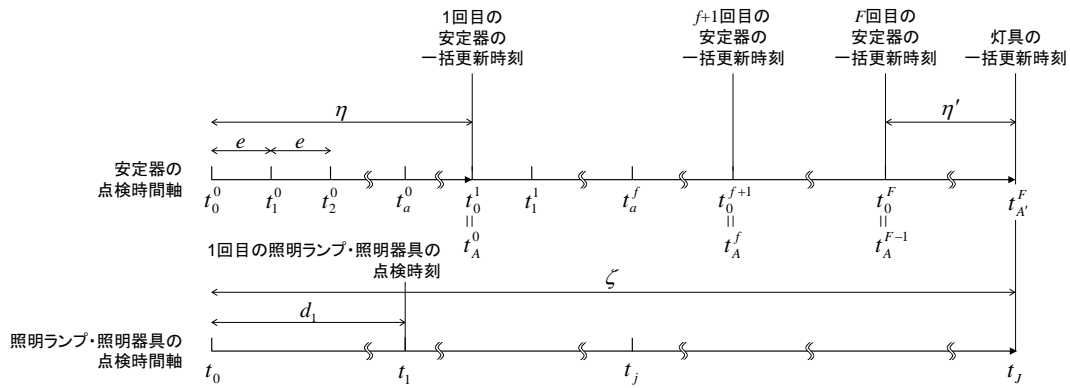 1回目の
安定器の
一括更新時刻
f+1回目の
安定器の
一括更新時刻
F回目の
安定器の
一括更新時刻
灯具の
一括更新時刻
η
η′
e
e
安定器の
点検時間軸
t_0^0
t_1^0
t_2^0
t_a^0
t_0^1
t_1^1
t_a^f
t_0^{f+1}
t_0^F
t_{A′}^F
=
=
=
t_A^0
t_A^f
t_A^{F−1}
1回目の照明ランプ・照明器具の
点検時刻
ζ
d_1
照明ランプ・照明器具の
点検時間軸
t_0
t_1
t_j
t_J